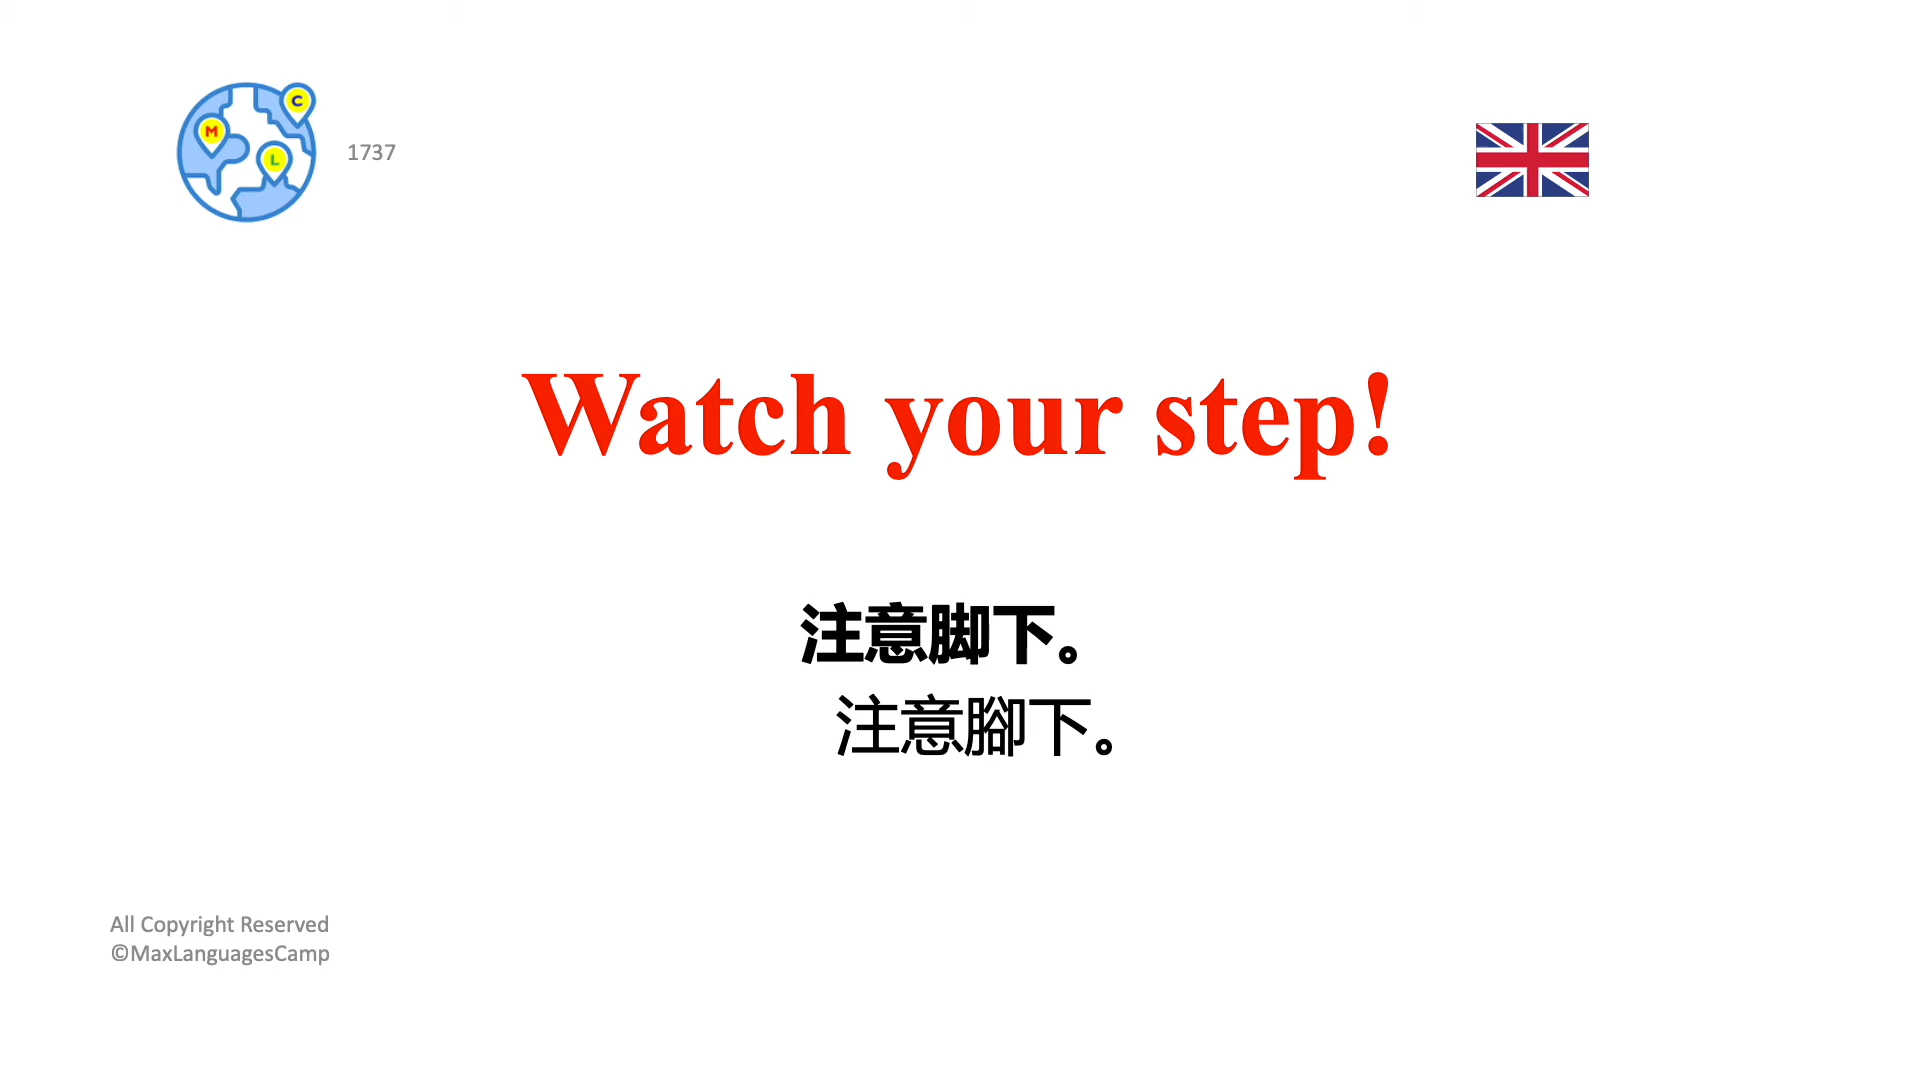 C
M
L
1737
Watch your step!
注意脚下。
注意腳下。
All Copyright Reserved
©MaxLanguagesCamp